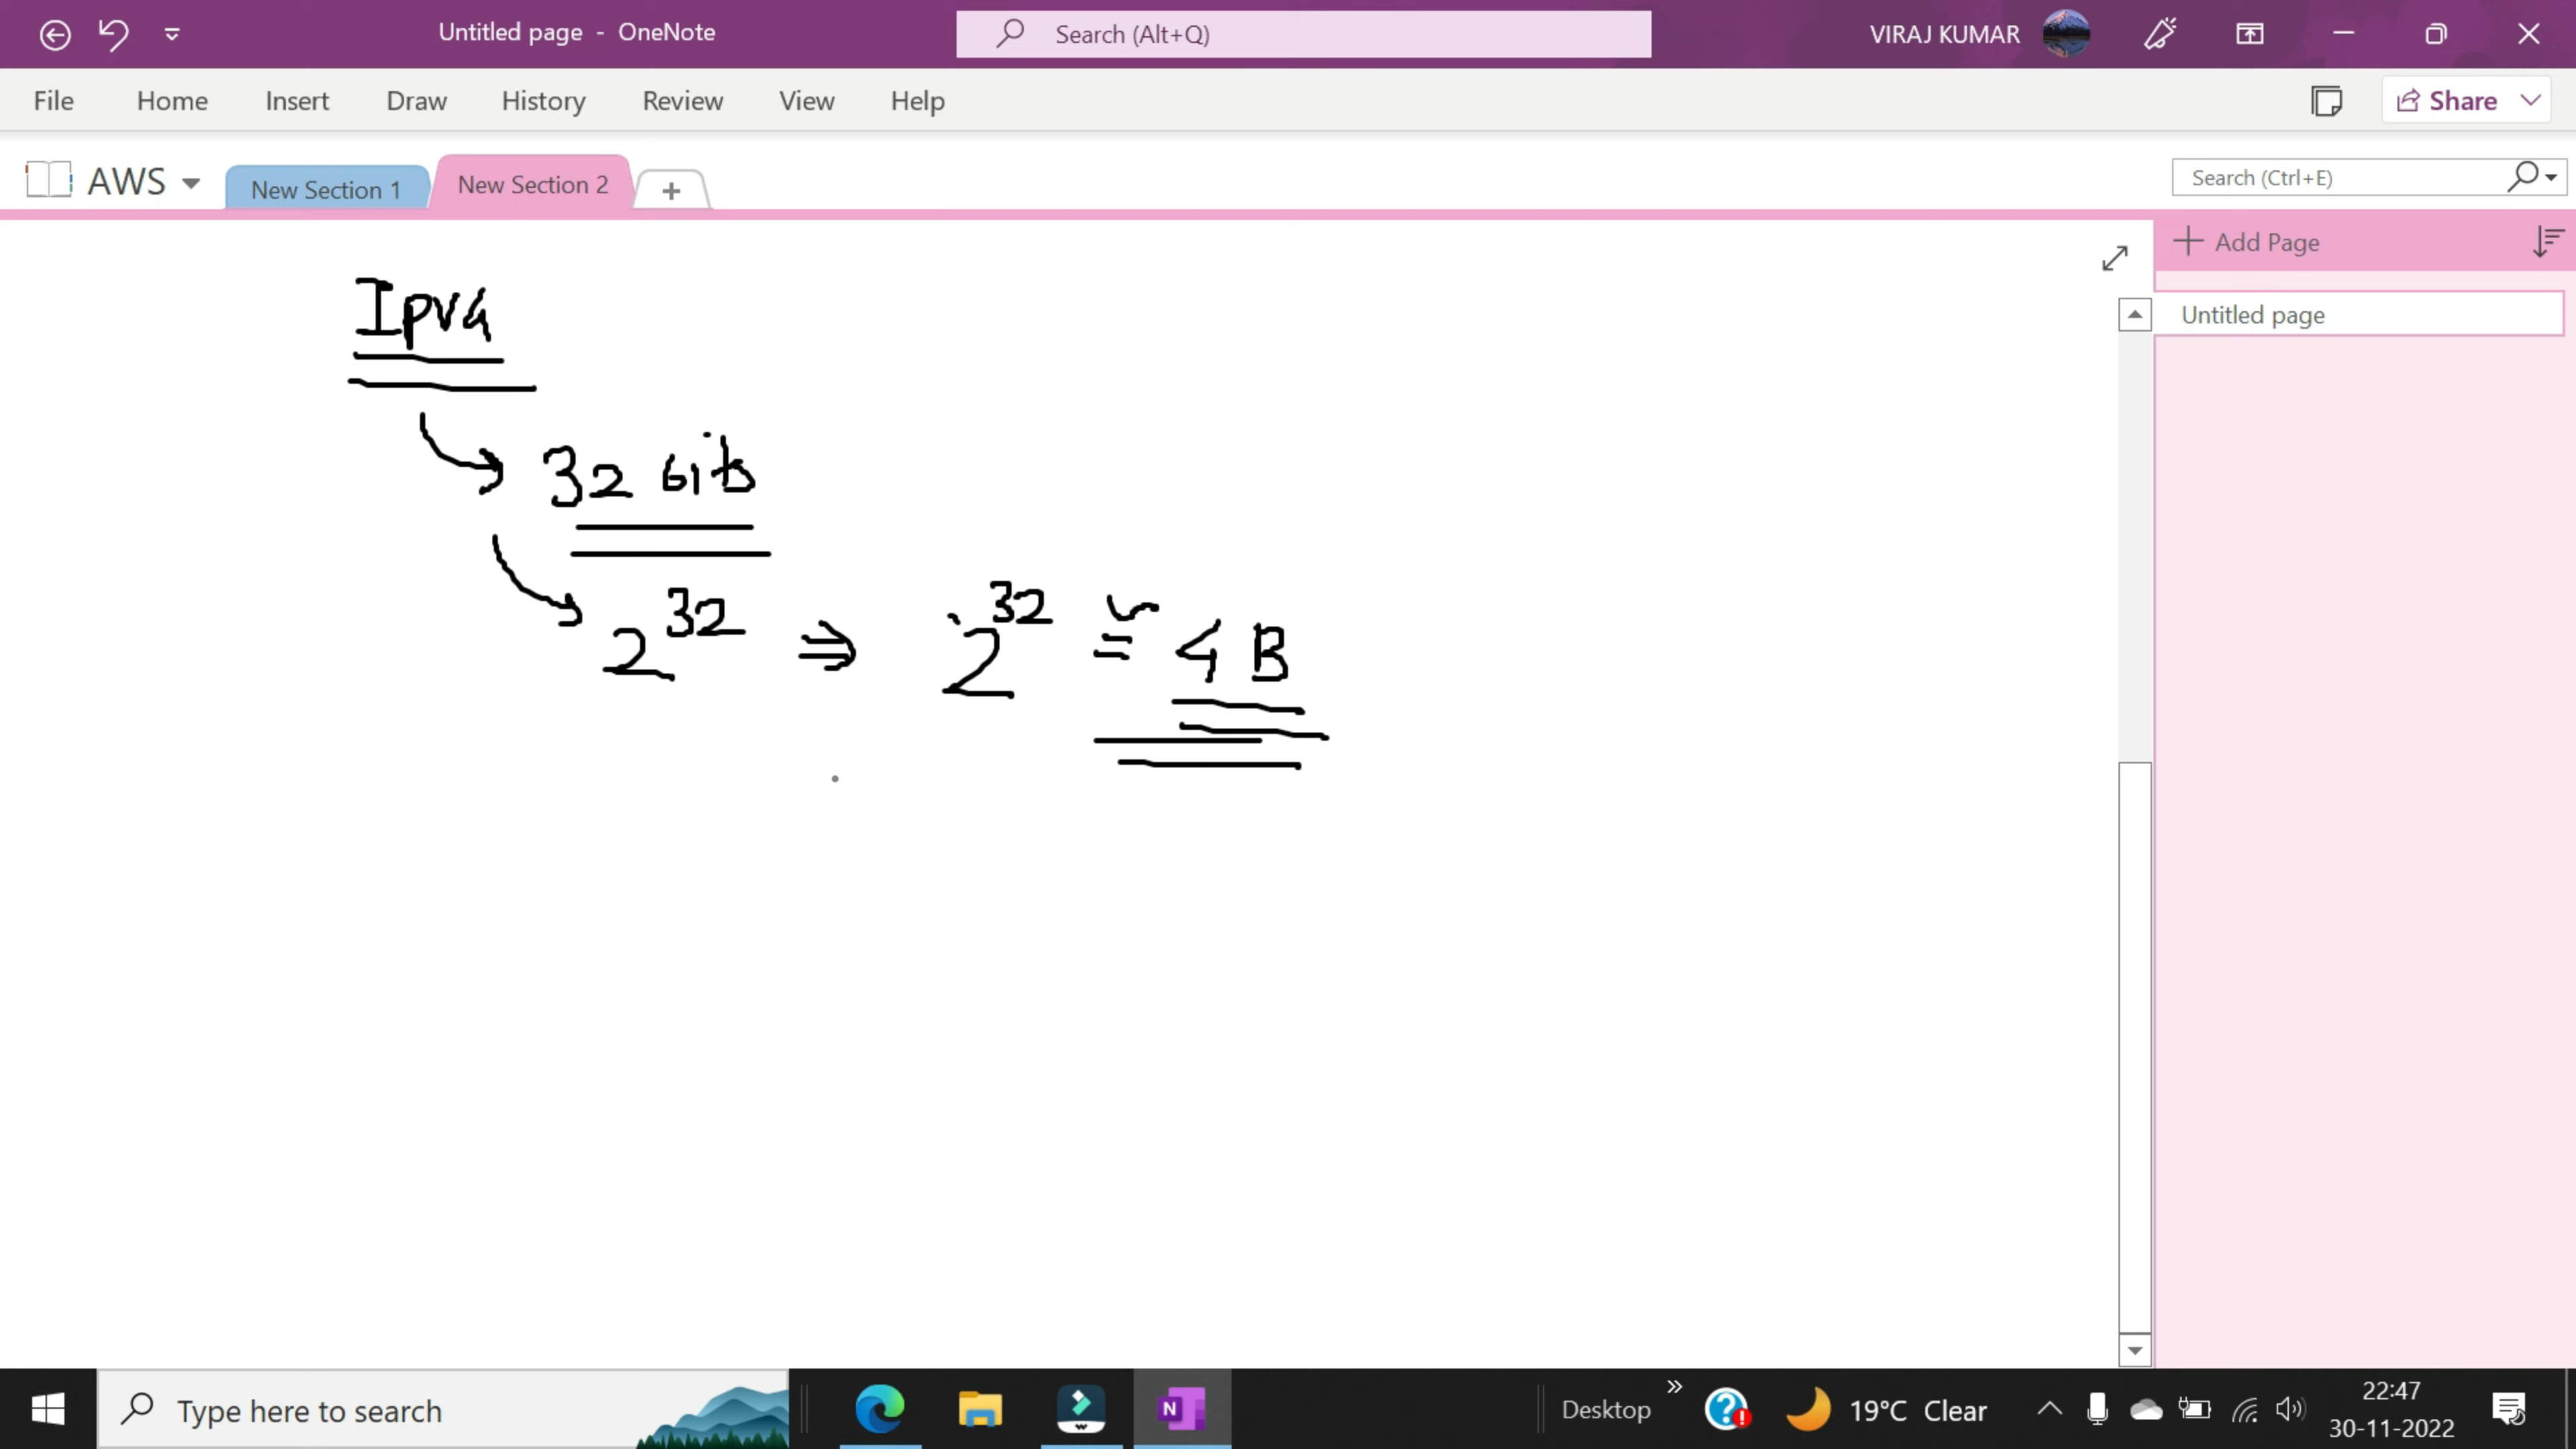 Untitled page - OneNote
Search (Alt+Q)
VIRAJ KUMAR
File Home Insert Draw History Review View Help
Share
AWS
New Section 1
New Section 2
+
Search (Ctrl+E)
Add Page
Untitled page
Ipv4
32 bits
2^32 ⇒ 2^32 ≅ 4 B
Type here to search
Desktop
19°C Clear
22:47
30-11-2022